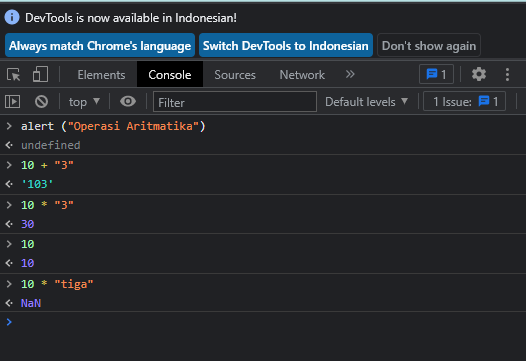 DevTools is now available in Indonesian!
Always match Chrome's language Switch DevTools to Indonesian Don't show again
Elements Console Sources Network » 1
top ▼ Filter Default levels ▼ 1 Issue: 1
> alert ("Operasi Aritmatika")
undefined
> 10 + "3"
'103'
> 10 * "3"
30
> 10
10
> 10 * "tiga"
NaN
>